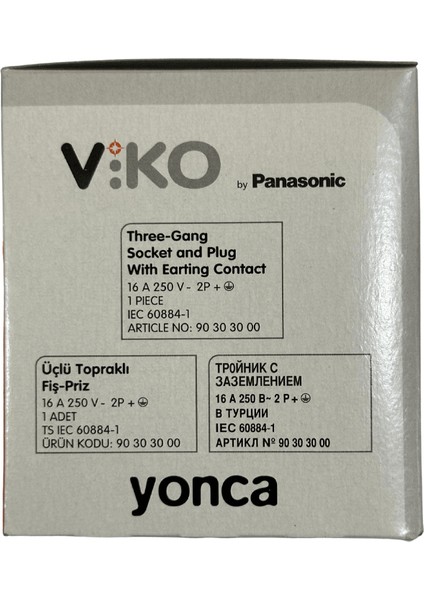 ViKO by Panasonic
Three-Gang
Socket and Plug
With Earting Contact
16 A 250 V - 2P + ⏚
1 PIECE
IEC 60884-1
ARTICLE NO: 90 30 30 00
Üçlü Topraklı
Fiş-Priz
16 A 250 V - 2P + ⏚
1 ADET
TS IEC 60884-1
ÜRÜN KODU: 90 30 30 00
ТРОЙНИК С
ЗАЗЕМЛЕНИЕМ
16 A 250 B~ 2 P + ⏚
В ТУРЦИИ
IEC 60884-1
АРТИКЛ № 90 30 30 00
yonca